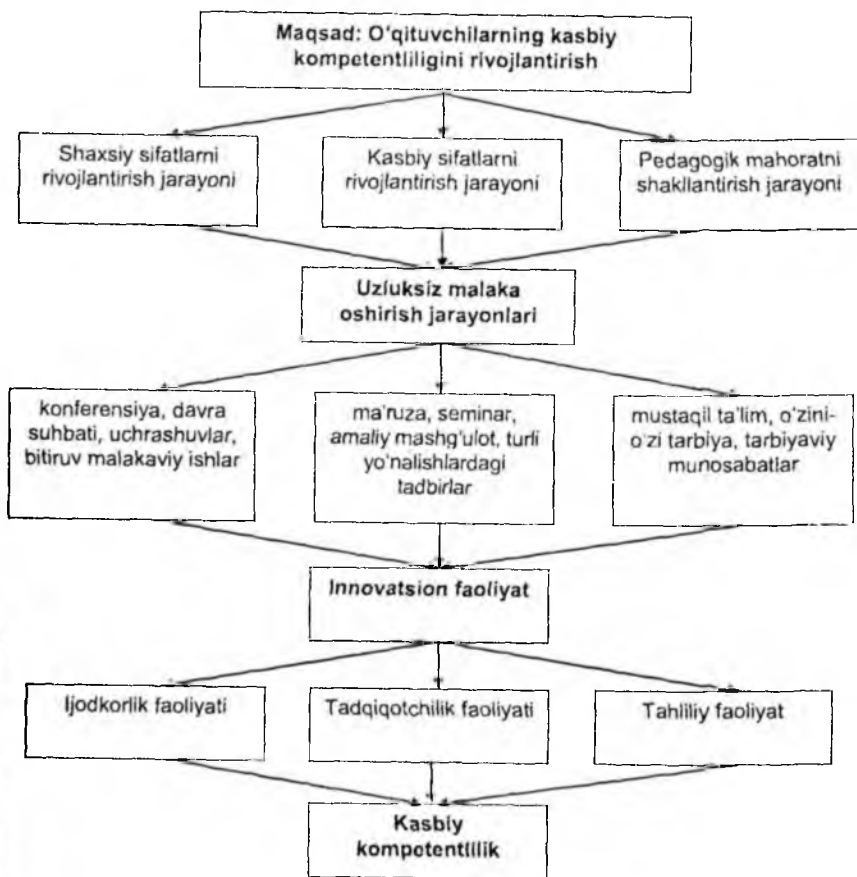 Maqsad: O'qituvchilarning kasbiy
kompetentliligini rivojlantirish
Shaxsiy sifatlarni
rivojlantirish jarayoni
Kasbiy sifatlarni
rivojlantirish jarayoni
Pedagogik mahoratni
shakllantirish jarayoni
Uzluksiz malaka
oshirish jarayonlari
konferensiya, davra
suhbati, uchrashuvlar,
bitiruv malakaviy ishlar
ma'ruza, seminar,
amaliy mashg'ulot, turli
yo'nalishlardagi
tadbirlar
mustaqil ta'lim, o'zini-
o'zi tarbiya, tarbiyaviy
munosabatlar
Innovatsion faoliyat
Ijodkorlik faoliyati
Tadqiqotchilik faoliyati
Tahliliy faoliyat
Kasbiy
kompetentlilik